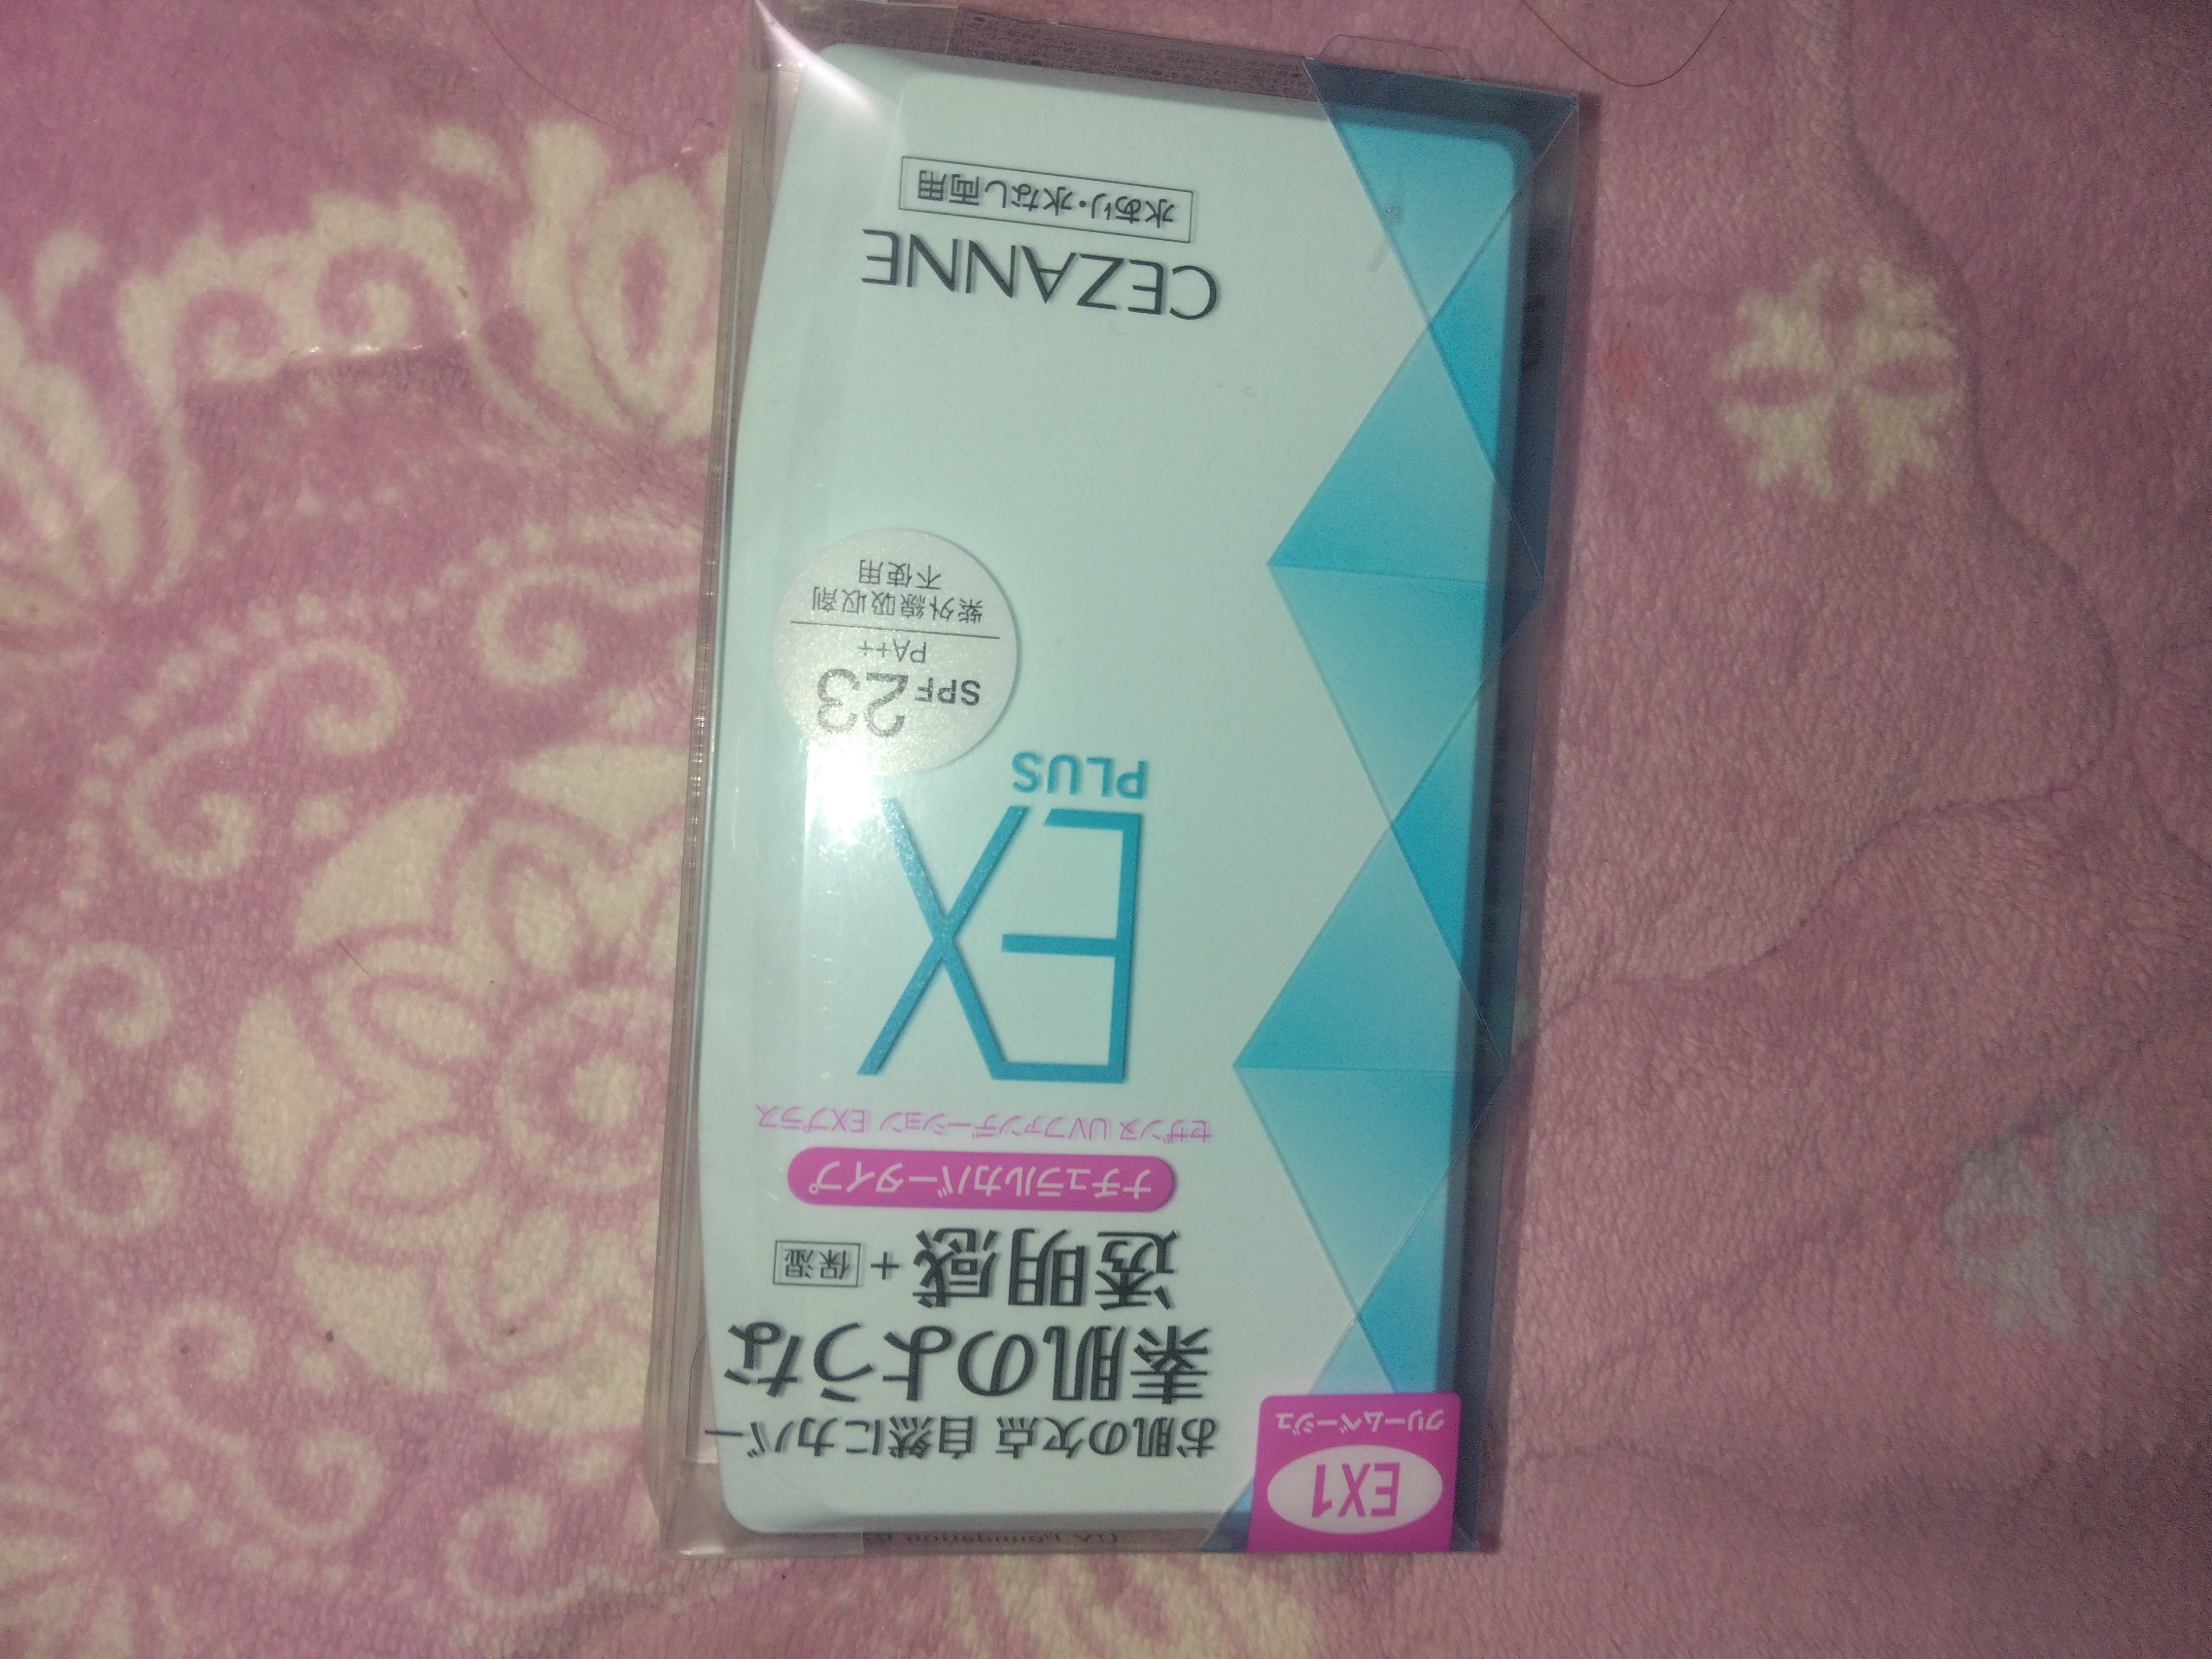 EX1
クリームベージュ
お肌の欠点 自然にカバー
素肌のような
透明感+保湿
ナチュラルカバータイプ
セザンヌ UVファンデーション EXプラス
EX
PLUS
SPF23
PA++
紫外線吸収剤
不使用
CEZANNE
水あり・水なし両用